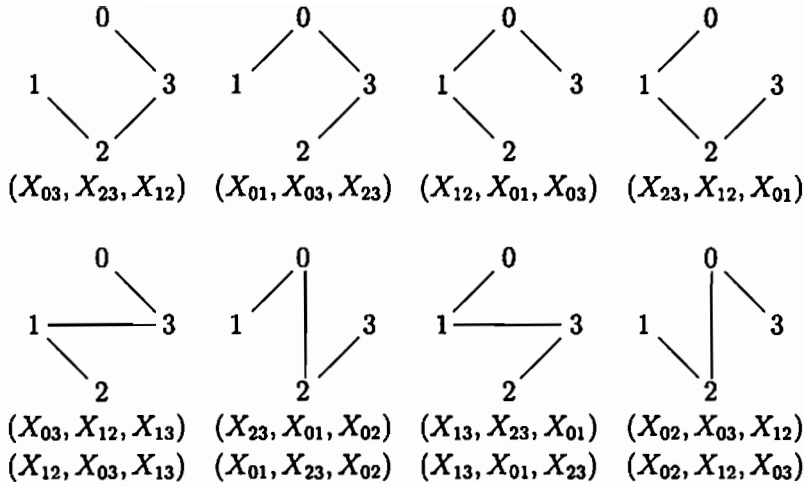 0 0 0 0
1 3 1 3 1 3 1 3
2 2 2 2
(X₀₃, X₂₃, X₁₂) (X₀₁, X₀₃, X₂₃) (X₁₂, X₀₁, X₀₃) (X₂₃, X₁₂, X₀₁)
0 0 0 0
1 3 1 3 1 3 1 3
2 2 2 2
(X₀₃, X₁₂, X₁₃) (X₂₃, X₀₁, X₀₂) (X₁₃, X₂₃, X₀₁) (X₀₂, X₀₃, X₁₂)
(X₁₂, X₀₃, X₁₃) (X₀₁, X₂₃, X₀₂) (X₁₃, X₀₁, X₂₃) (X₀₂, X₁₂, X₀₃)